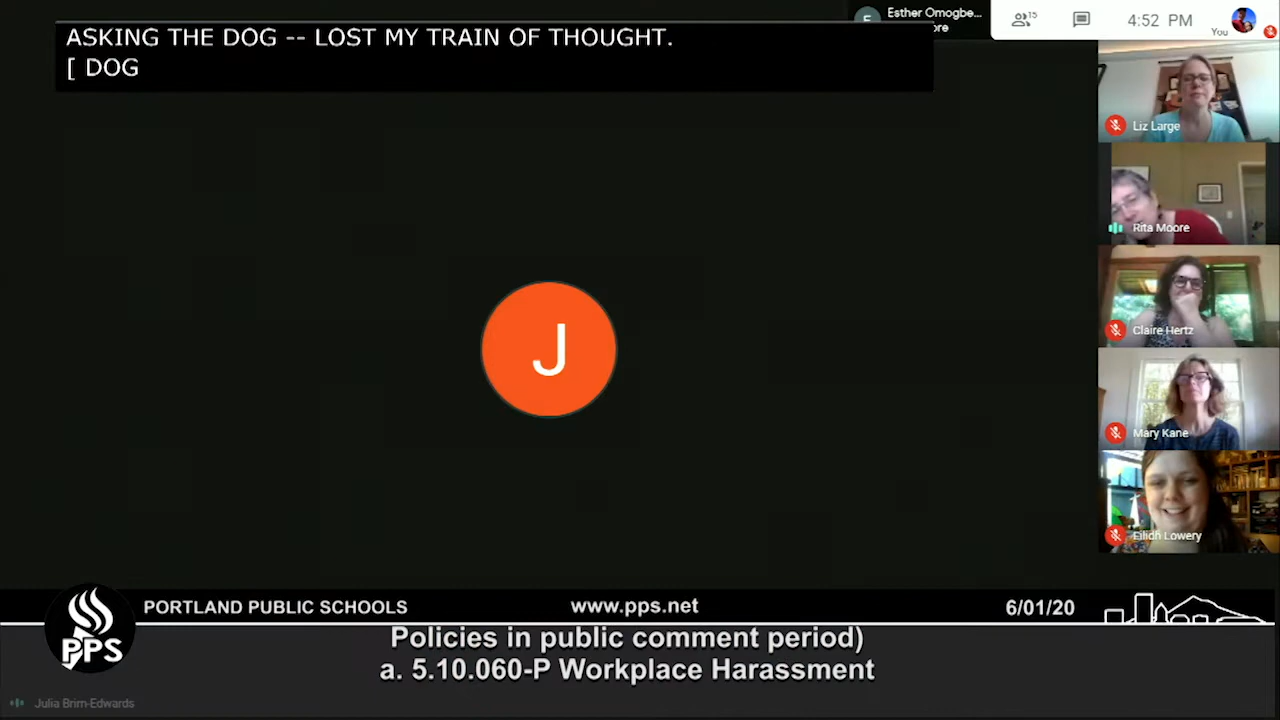 ASKING THE DOG -- LOST MY TRAIN OF THOUGHT.
[ DOG
Esther Omogbe...
ore
15
4:52 PM
You
Liz Large
Rita Moore
Claire Hertz
Mary Kane
Eilidh Lowery
J
PORTLAND PUBLIC SCHOOLS
www.pps.net
6/01/20
PPS
Policies in public comment period)
a. 5.10.060-P Workplace Harassment
Julia Brim-Edwards